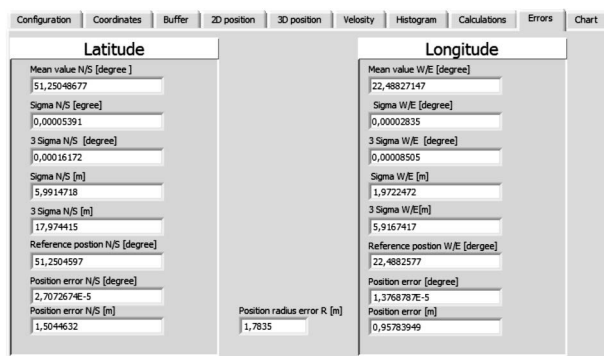 Configuration Coordinates Buffer 2D position 3D position Velosity Histogram Calculations Errors Chart
Latitude
Mean value N/S [degree ]
51,25048677
Sigma N/S [egree]
0,00005391
3 Sigma N/S [degree]
0,00016172
Sigma N/S [m]
5,9914718
3 Sigma N/S [m]
17,974415
Reference postion N/S [degree]
51,2504597
Position error N/S [degree]
2,7072674E-5
Position error N/S [m]
1,5044632
Position radius error R [m]
1,7835
Longitude
Mean value W/E [degree]
22,48827147
Sigma W/E [degree]
0,00002835
3 Sigma W/E [degree]
0,00008505
Sigma W/E [m]
1,9722472
3 Sigma W/E[m]
5,9167417
Reference postion W/E [dergee]
22,4882577
Position error [degree]
1,3768787E-5
Position error [m]
0,95783949